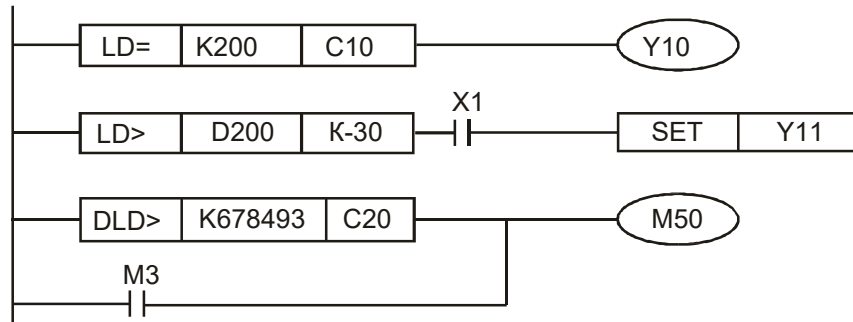 LD= K200 C10 Y10
X1
LD> D200 K-30 SET Y11
DLD> K678493 C20 M50
M3